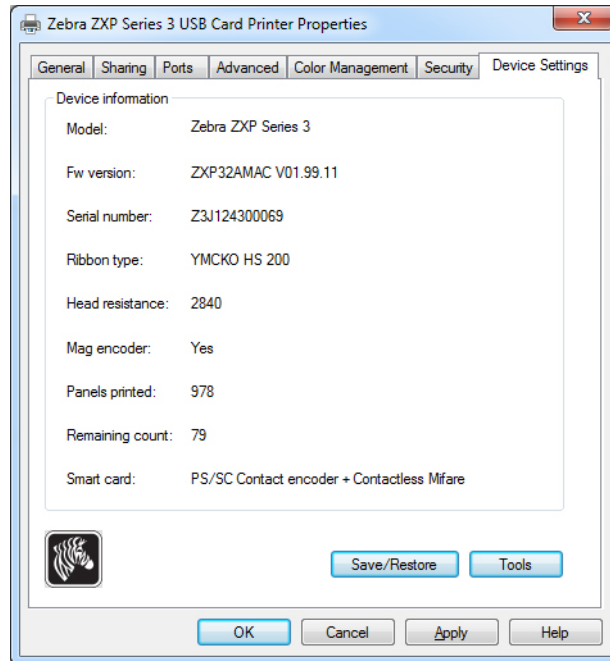 Zebra ZXP Series 3 USB Card Printer Properties
General Sharing Ports Advanced Color Management Security Device Settings
Device information
Model: Zebra ZXP Series 3
Fw version: ZXP32AMAC V01.99.11
Serial number: Z3J124300069
Ribbon type: YMCKO HS 200
Head resistance: 2840
Mag encoder: Yes
Panels printed: 978
Remaining count: 79
Smart card: PS/SC Contact encoder + Contactless Mifare
Save/Restore Tools
OK Cancel Apply Help